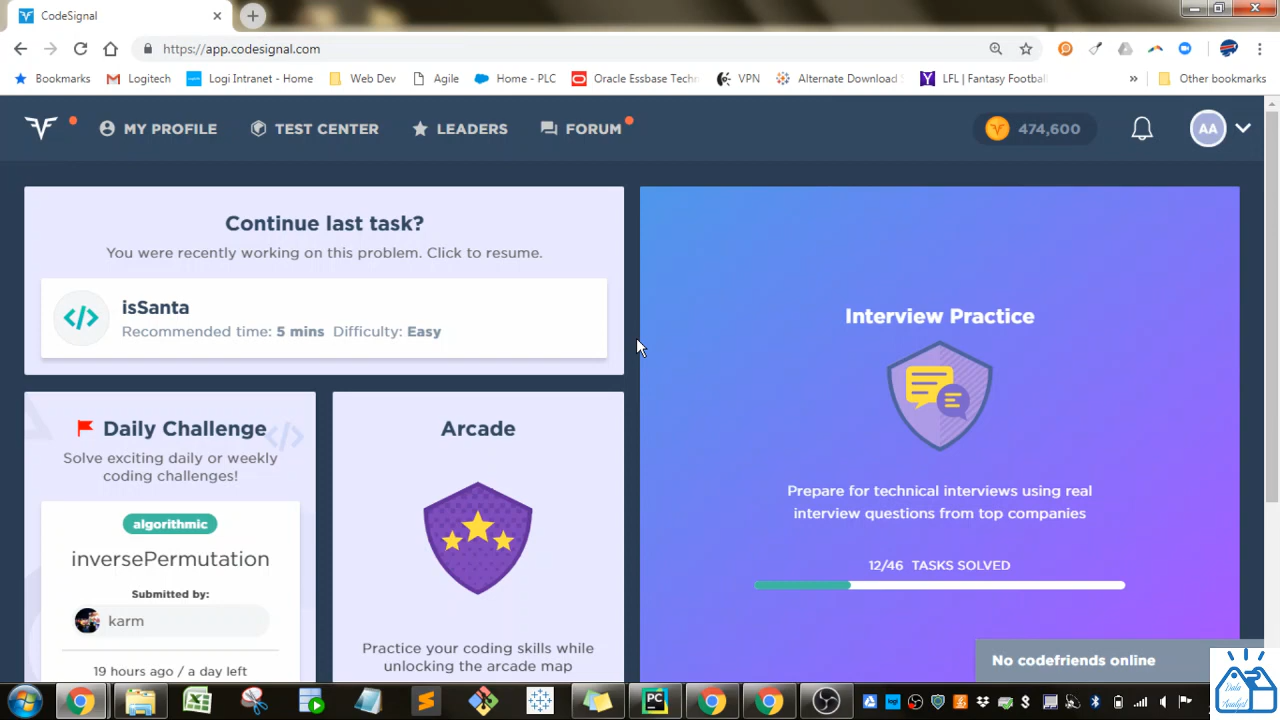 CodeSignal
https://app.codesignal.com
Bookmarks
Logitech
Logi Intranet - Home
Web Dev
Agile
Home - PLC
Oracle Essbase Techn
VPN
Alternate Download
LFL | Fantasy Football
»
Other bookmarks
MY PROFILE
TEST CENTER
LEADERS
FORUM
474,600
AA
Continue last task?
You were recently working on this problem. Click to resume.
</>
isSanta
Recommended time: 5 mins Difficulty: Easy
Daily Challenge
Solve exciting daily or weekly
coding challenges!
algorithmic
inversePermutation
Submitted by:
karm
19 hours ago / a day left
Arcade
Practice your coding skills while
unlocking the arcade map
Interview Practice
Prepare for technical interviews using real
interview questions from top companies
12/46 TASKS SOLVED
No codefriends online
PC
logi
Data
Analyst